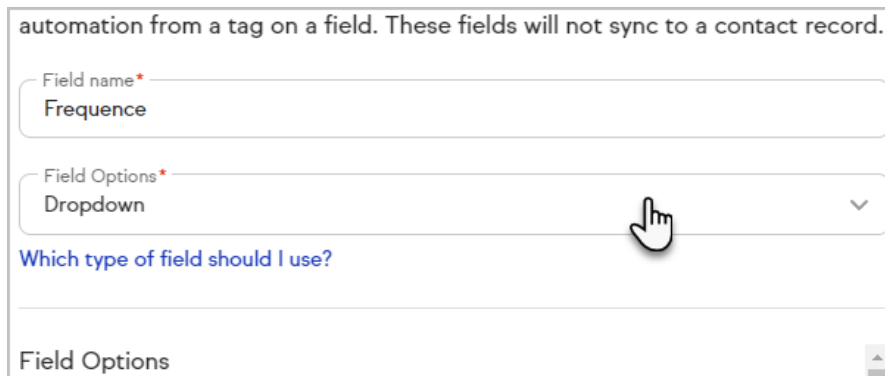 automation from a tag on a field. These fields will not sync to a contact record.
Field name*
Frequence
Field Options*
Dropdown
Which type of field should I use?
Field Options